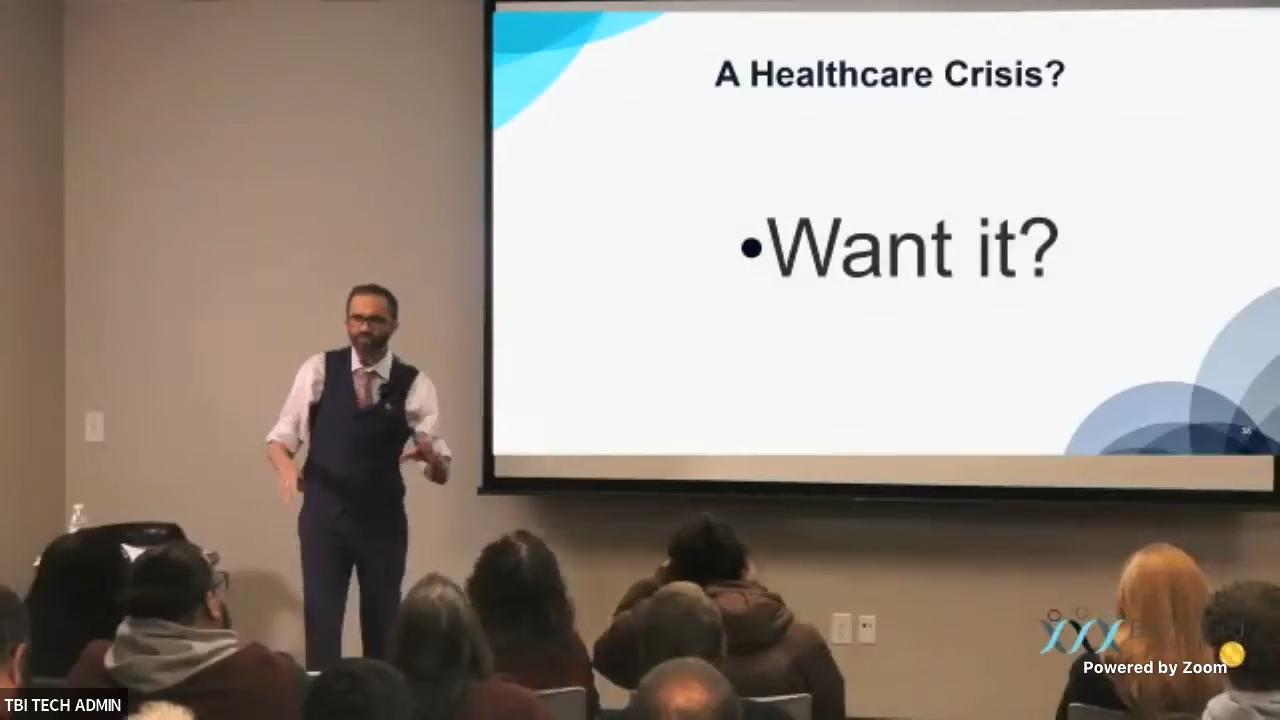 A Healthcare Crisis?
•Want it?
Powered by Zoom
TBI TECH ADMIN